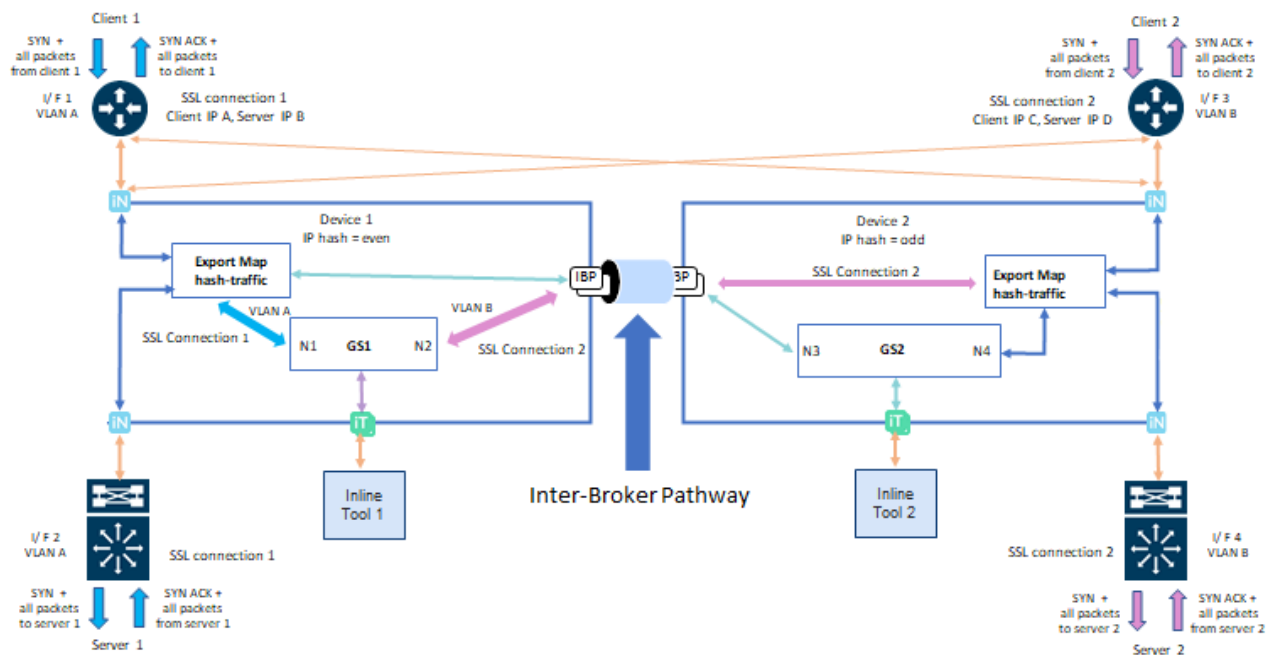 Client 1
SYN +
all packets
from client 1
SYN ACK +
all packets
to client 1
I/ F 1
VLAN A
SSL connection 1
Client IP A, Server IP B
Client 2
SYN +
all packets
from client 2
SYN ACK +
all packets
to client 2
SSL connection 2
Client IP C, Server IP D
I/ F 3
VLAN B
iN
iN
Device 1
IP hash = even
Export Map
hash-traffic
VLAN A
SSL Connection 1
VLAN B
SSL Connection 2
N1
GS1
N2
IBP
BP
Device 2
IP hash = odd
SSL Connection 2
Export Map
hash-traffic
N3
GS2
N4
iN
iT
iT
iN
Inline
Tool 1
Inter-Broker Pathway
Inline
Tool 2
I/ F 2
VLAN A
SSL connection 1
SYN +
all packets
to server 1
SYN ACK +
all packets
from server 1
Server 1
SSL connection 2
I/ F 4
VLAN B
SYN +
all packets
to server 2
SYN ACK +
all packets
from server 2
Server 2